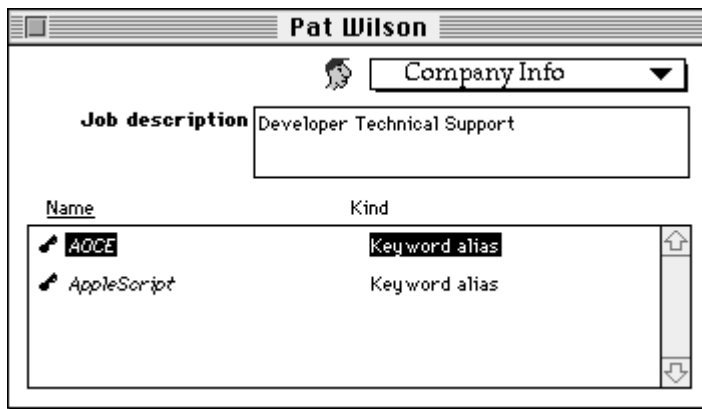 Pat Wilson
Company Info
Job description Developer Technical Support
Name Kind
AOCE Keyword alias
AppleScript Keyword alias